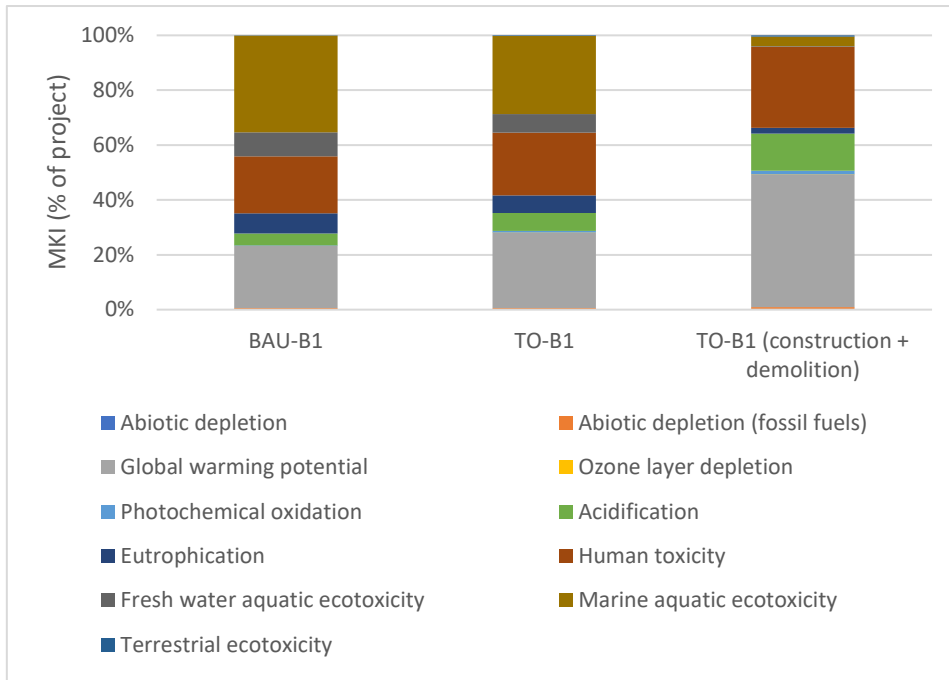 100%
80%
60%
40%
20%
0%
MKI (% of project)
BAU-B1
TO-B1
TO-B1 (construction +
demolition)
Abiotic depletion
Abiotic depletion (fossil fuels)
Global warming potential
Ozone layer depletion
Photochemical oxidation
Acidification
Eutrophication
Human toxicity
Fresh water aquatic ecotoxicity
Marine aquatic ecotoxicity
Terrestrial ecotoxicity